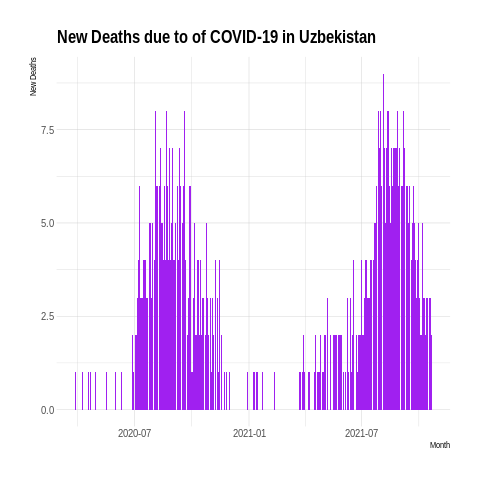 New Deaths due to of COVID-19 in Uzbekistan
New Deaths
7.5
5.0
2.5
0.0
2020-07
2021-01
2021-07
Month